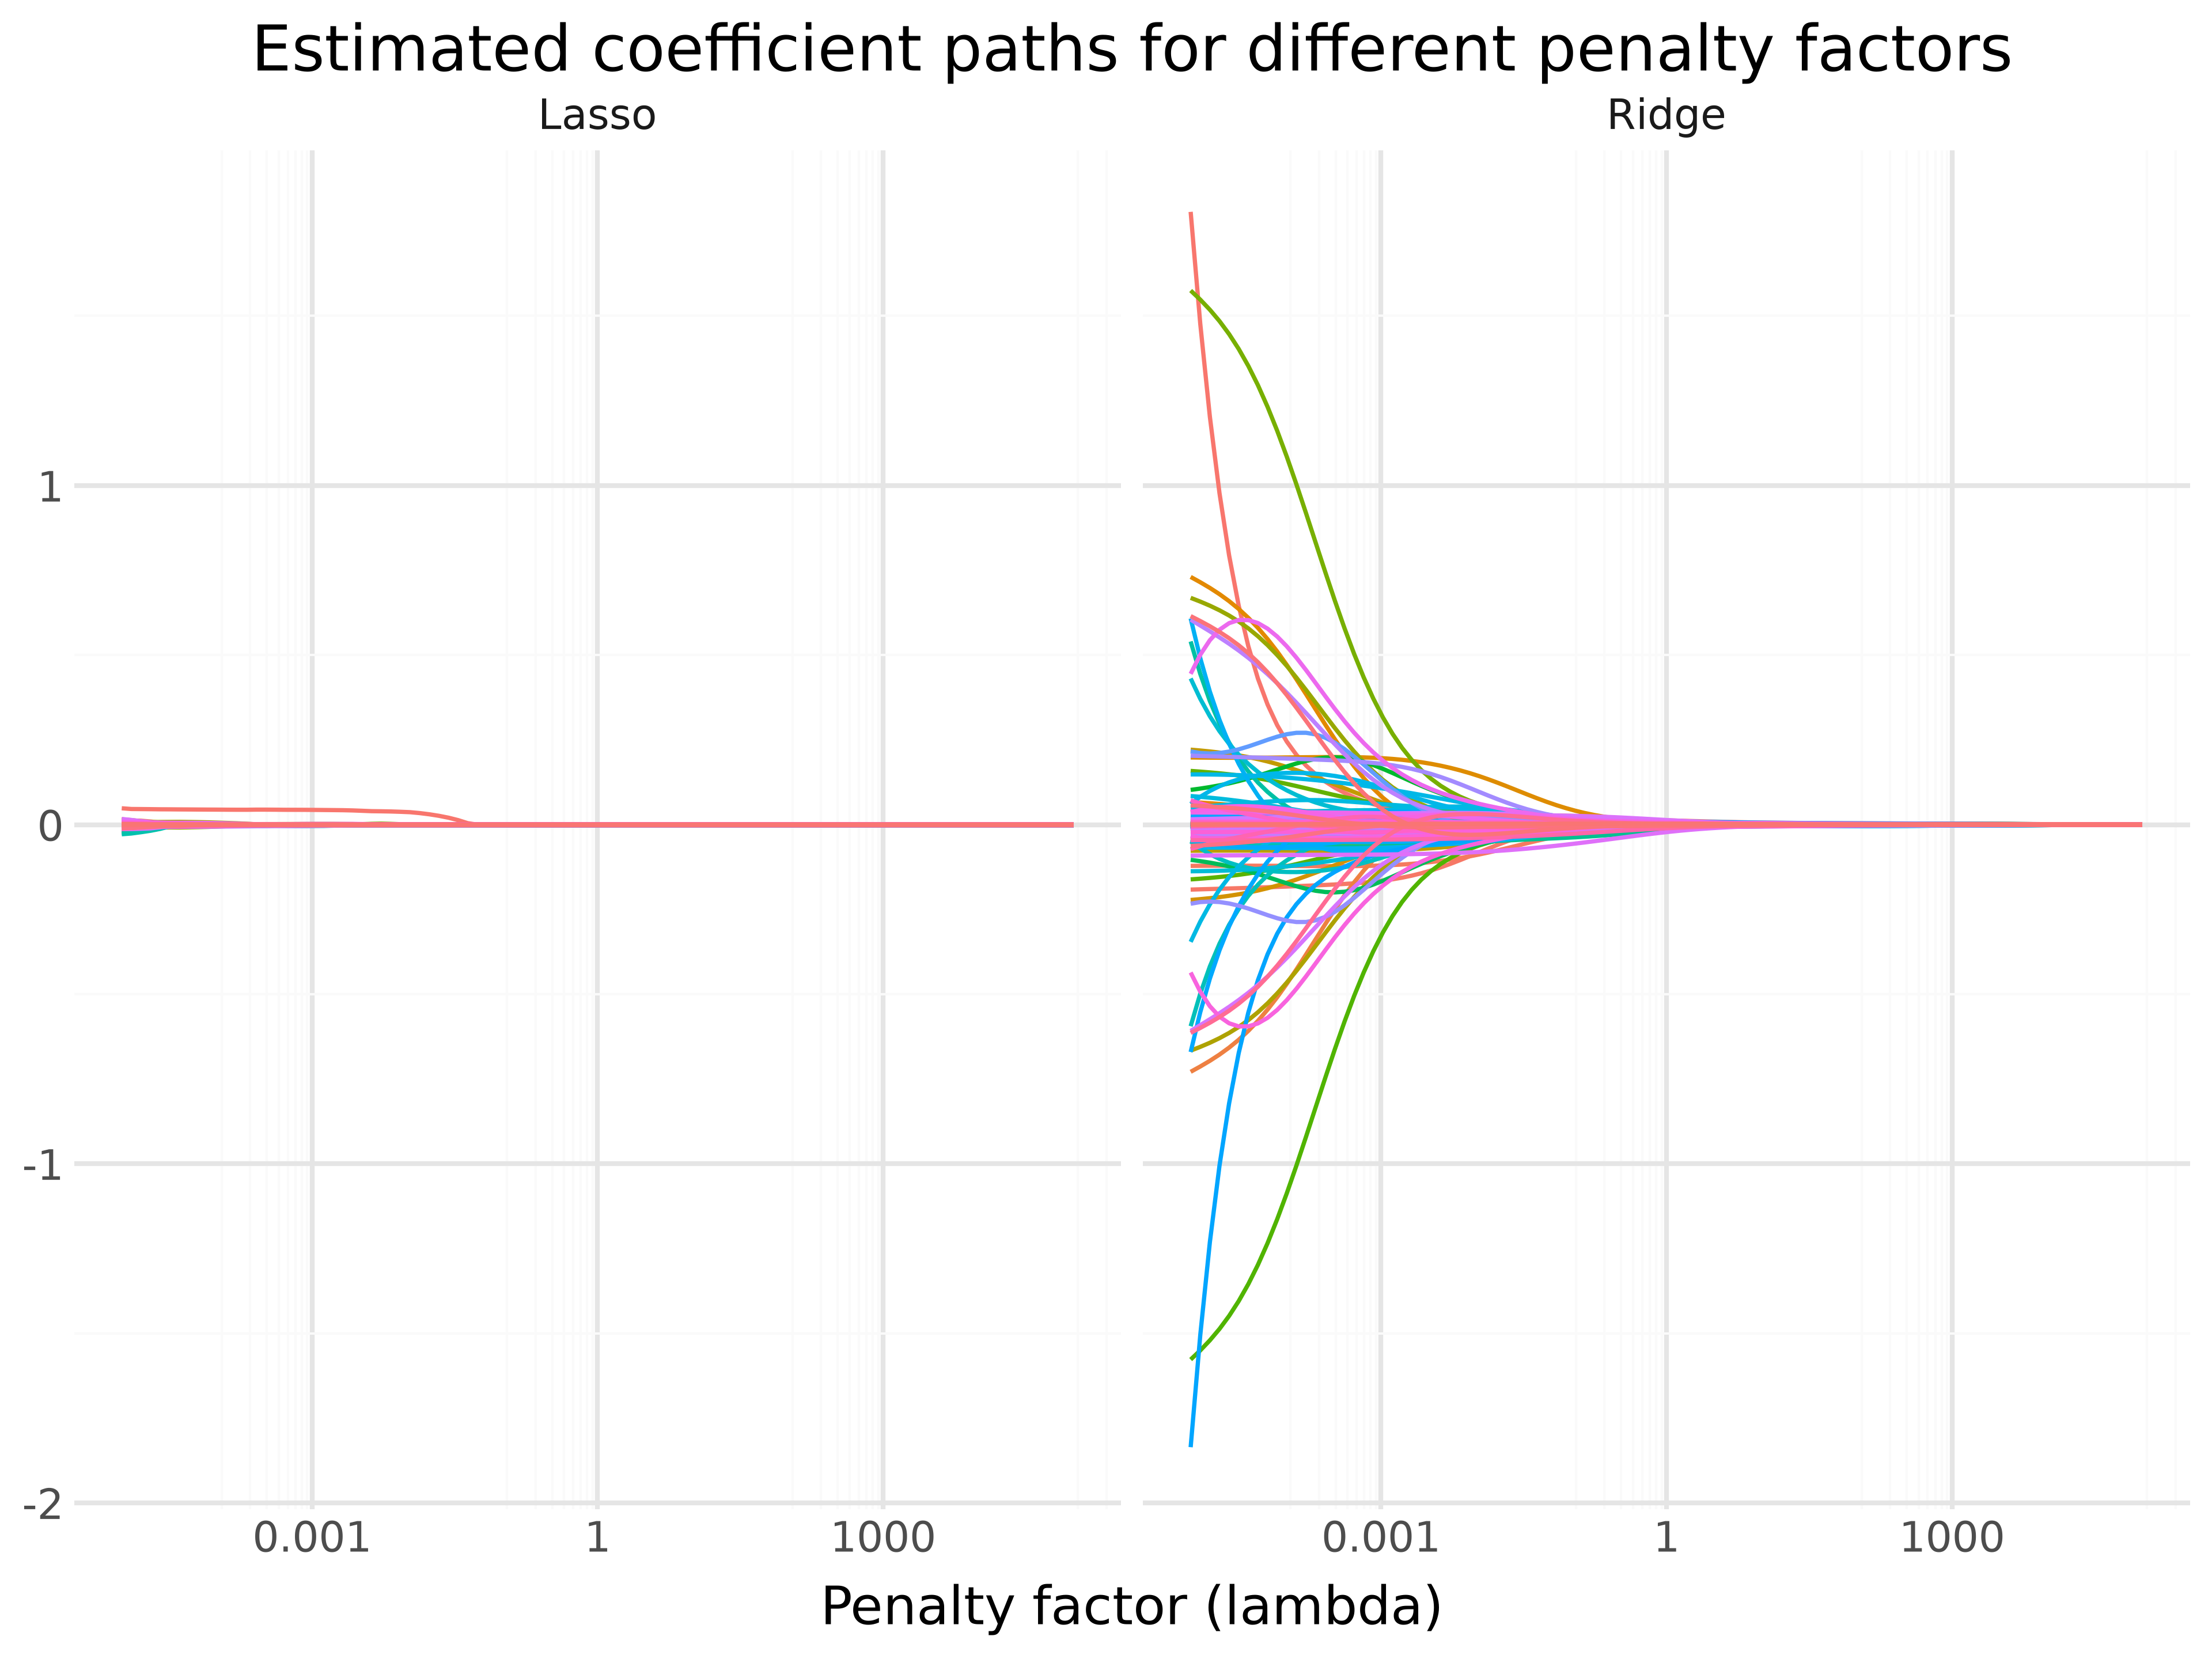 Estimated coefficient paths for different penalty factors
Lasso
Ridge
1
0
-1
-2
0.001
1
1000
0.001
1
1000
Penalty factor (lambda)